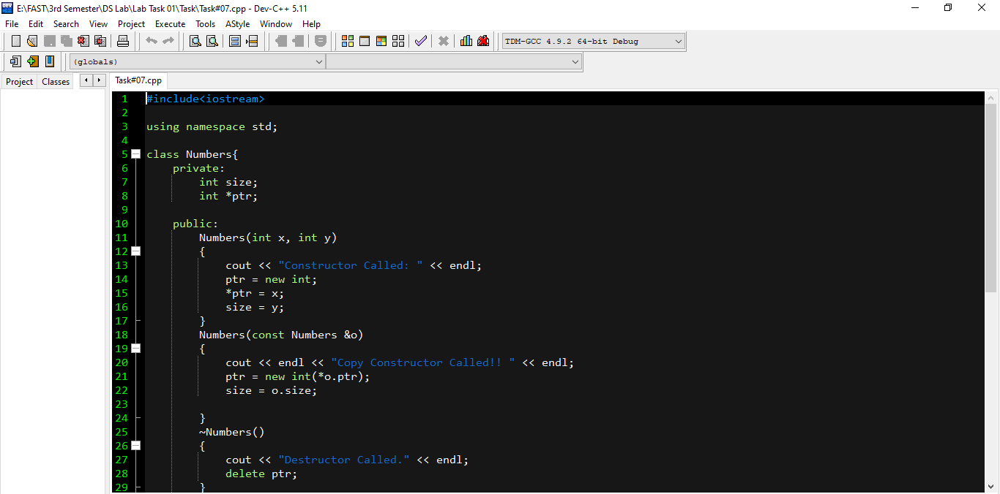 E:\FAST\3rd Semester\DS Lab\Lab Task 01\Task\Task#07.cpp - Dev-C++ 5.11
File Edit Search View Project Execute Tools AStyle Window Help
TDM-GCC 4.9.2 64-bit Debug
(globals)
Project Classes Task#07.cpp
1 #include<iostream>
2
3 using namespace std;
4
5 class Numbers{
6 private:
7 int size;
8 int *ptr;
9
10 public:
11 Numbers(int x, int y)
12 {
13 cout << "Constructor Called: " << endl;
14 ptr = new int;
15 *ptr = x;
16 size = y;
17 }
18 Numbers(const Numbers &o)
19 {
20 cout << endl << "Copy Constructor Called!! " << endl;
21 ptr = new int(*o.ptr);
22 size = o.size;
23
24 }
25 ~Numbers()
26 {
27 cout << "Destructor Called." << endl;
28 delete ptr;
29 }